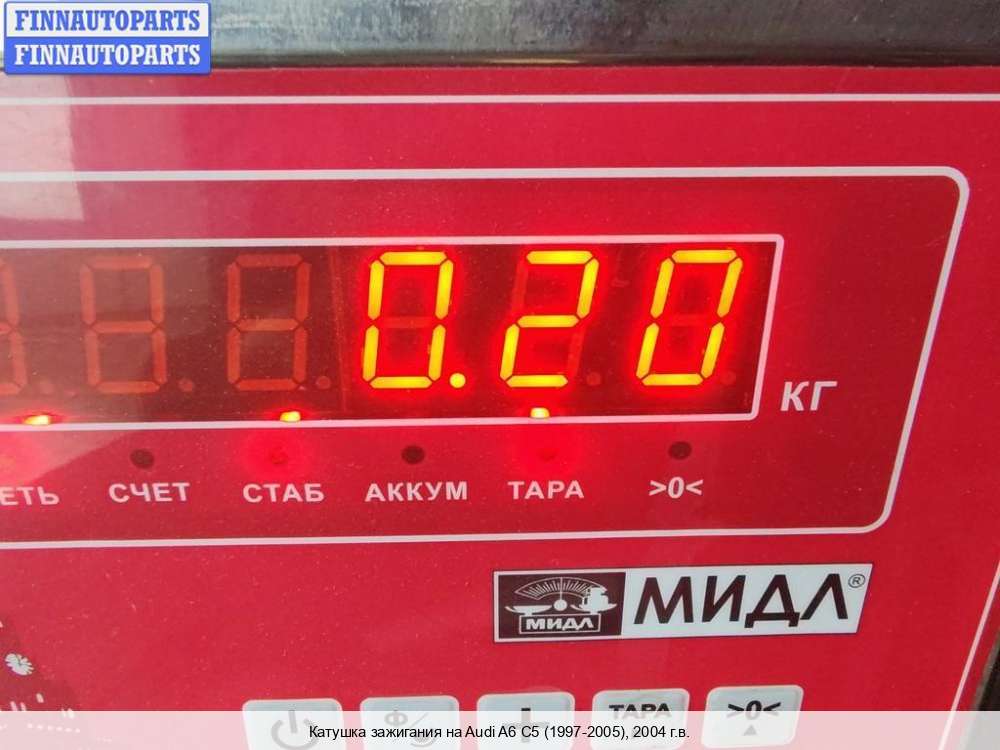 FINNAUTOPARTS
FINNAUTOPARTS
0.20
КГ
ЕТЬ СЧЕТ СТАБ АККУМ ТАРА >0<
МИДЛ МИДЛ®
ТАРА >0<
Катушка зажигания на Audi A6 C5 (1997-2005), 2004 г.в.